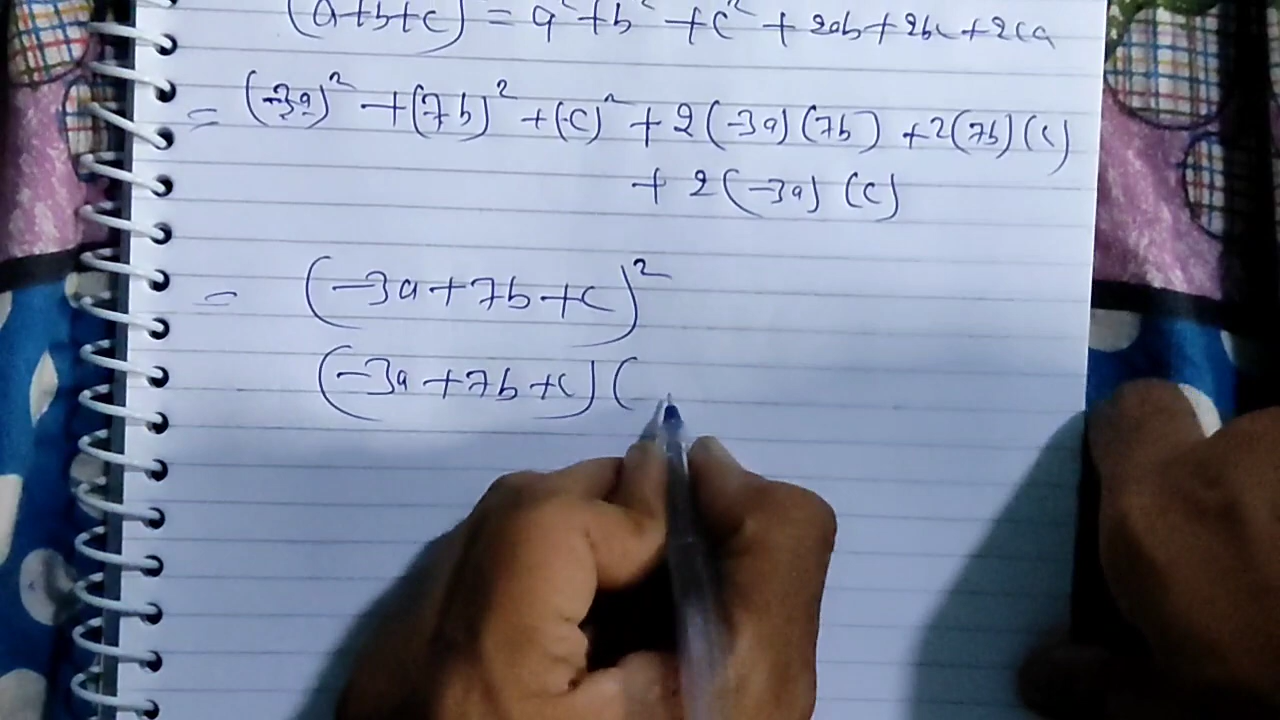 (a+b+c) = a² + b² + c² + 2ab + 2bc + 2ca
= (-3a)² + (7b)² + (c)² + 2(-3a)(7b) + 2(7b)(c)
+ 2(-3a)(c)
= (-3a+7b+c)²
(-3a+7b+c)(